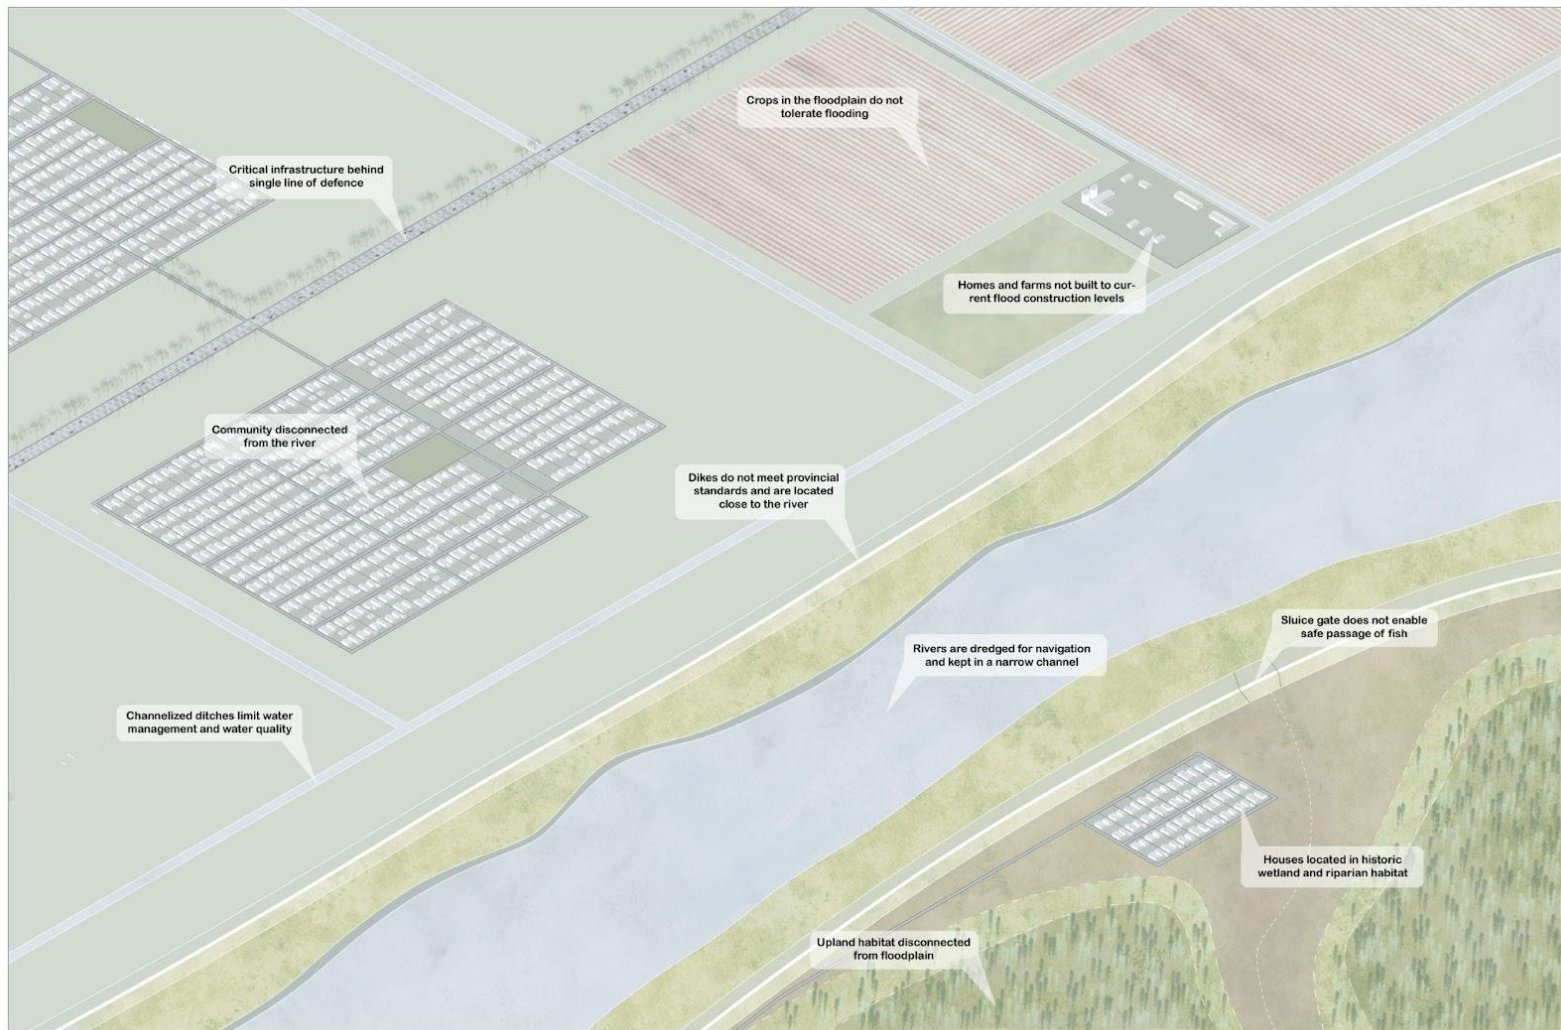 Crops in the floodplain do not
tolerate flooding
Critical infrastructure behind
single line of defence
Homes and farms not built to cur-
rent flood construction levels
Community disconnected
from the river
Dikes do not meet provincial
standards and are located
close to the river
Sluice gate does not enable
safe passage of fish
Rivers are dredged for navigation
and kept in a narrow channel
Channelized ditches limit water
management and water quality
Houses located in historic
wetland and riparian habitat
Upland habitat disconnected
from floodplain